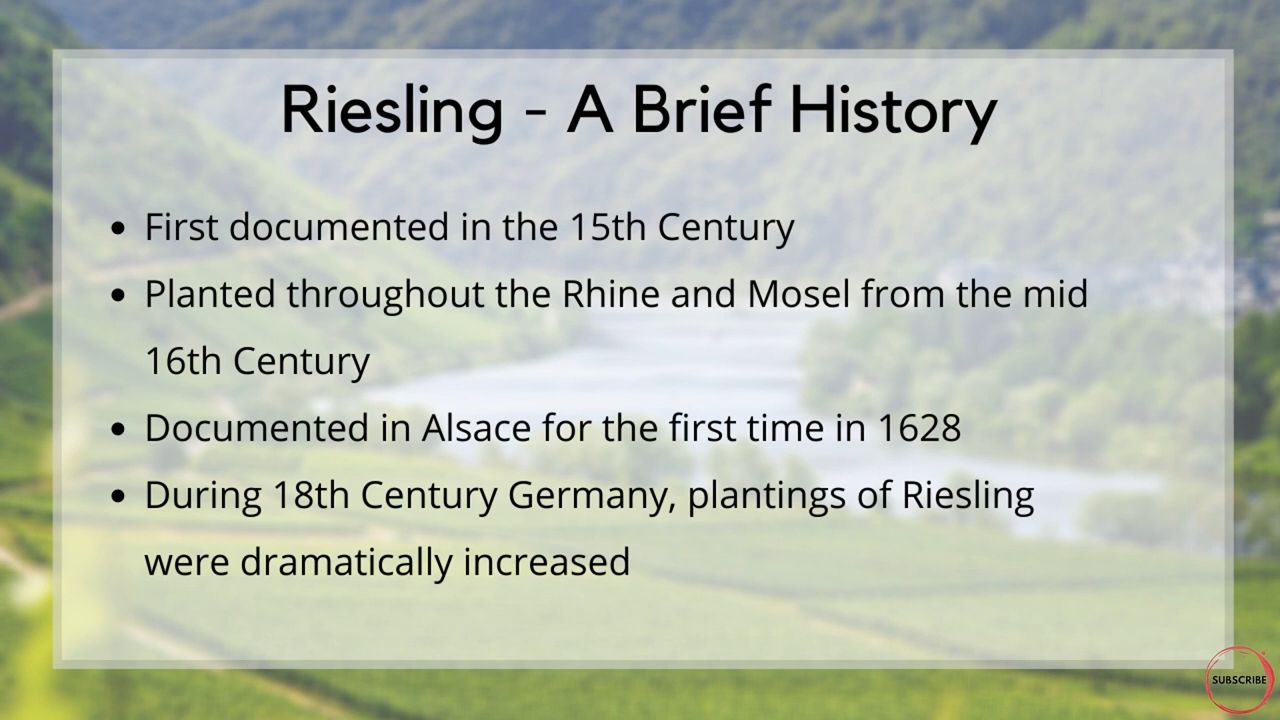 Riesling - A Brief History
• First documented in the 15th Century
• Planted throughout the Rhine and Mosel from the mid
16th Century
• Documented in Alsace for the first time in 1628
• During 18th Century Germany, plantings of Riesling
were dramatically increased
SUBSCRIBE